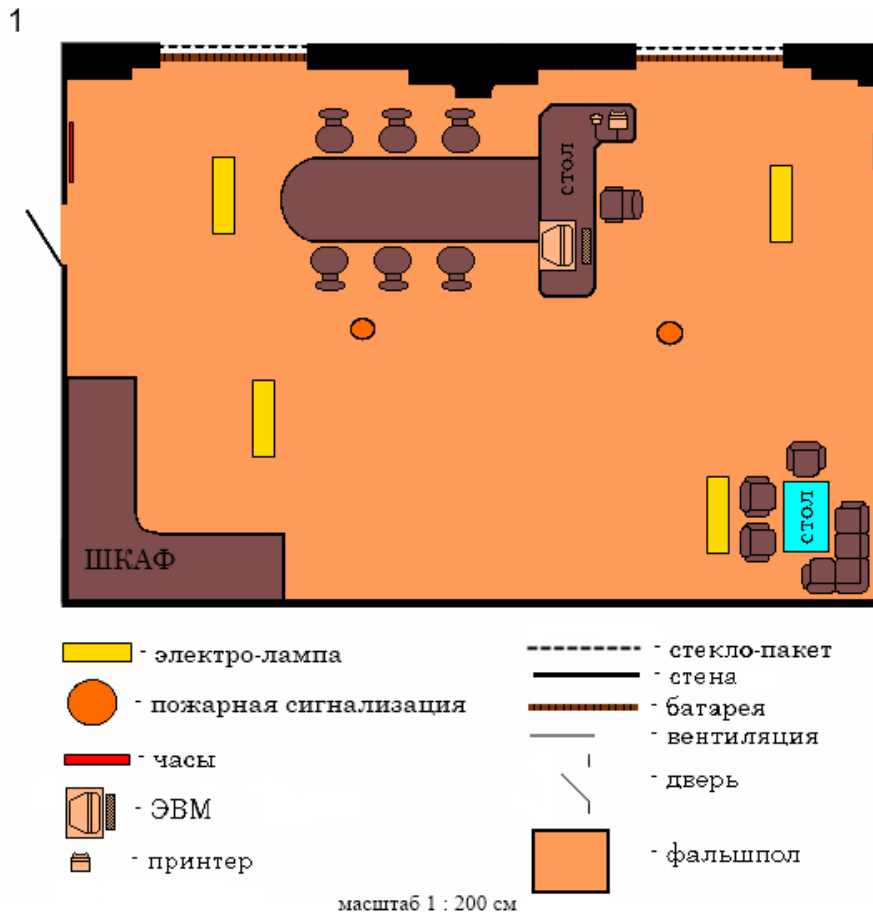 1
стол
ШКАФ
стол
- электро-лампа
- пожарная сигнализация
- часы
- ЭВМ
- принтер
- стекло-пакет
- стена
- батарея
- вентиляция
- дверь
- фальшпол
масштаб 1 : 200 см